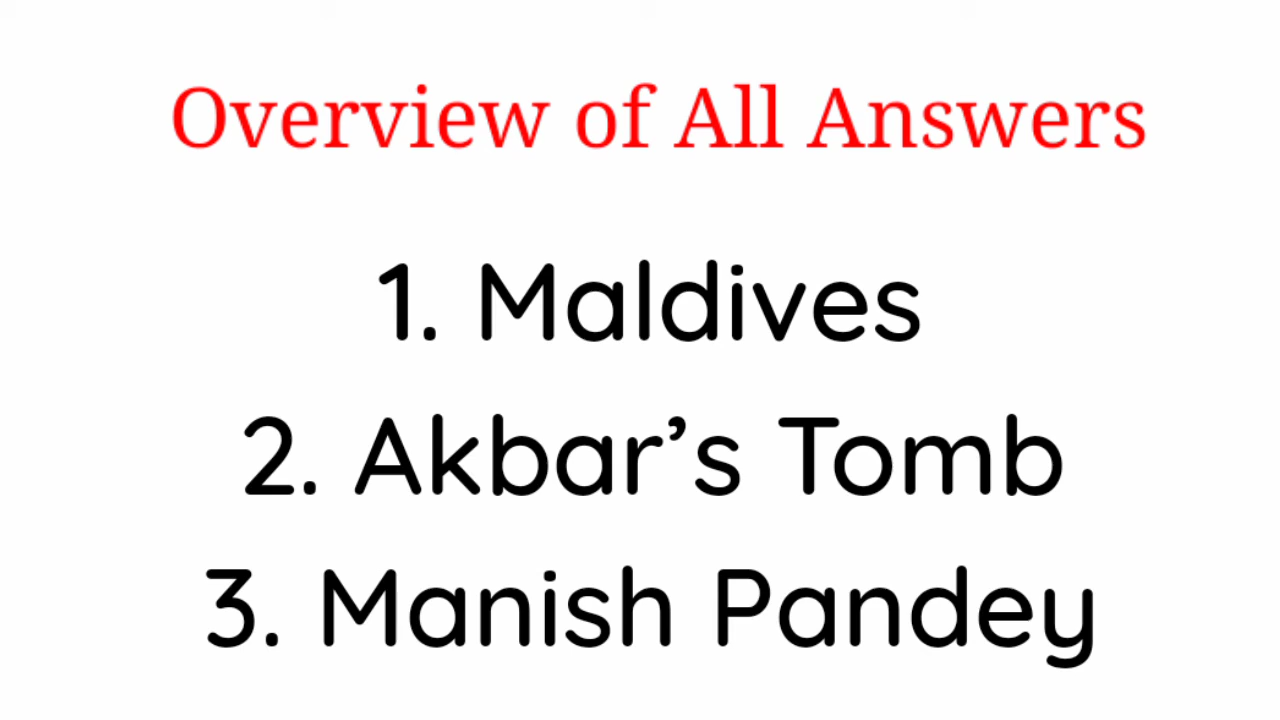 Overview of All Answers
1. Maldives
2. Akbar’s Tomb
3. Manish Pandey